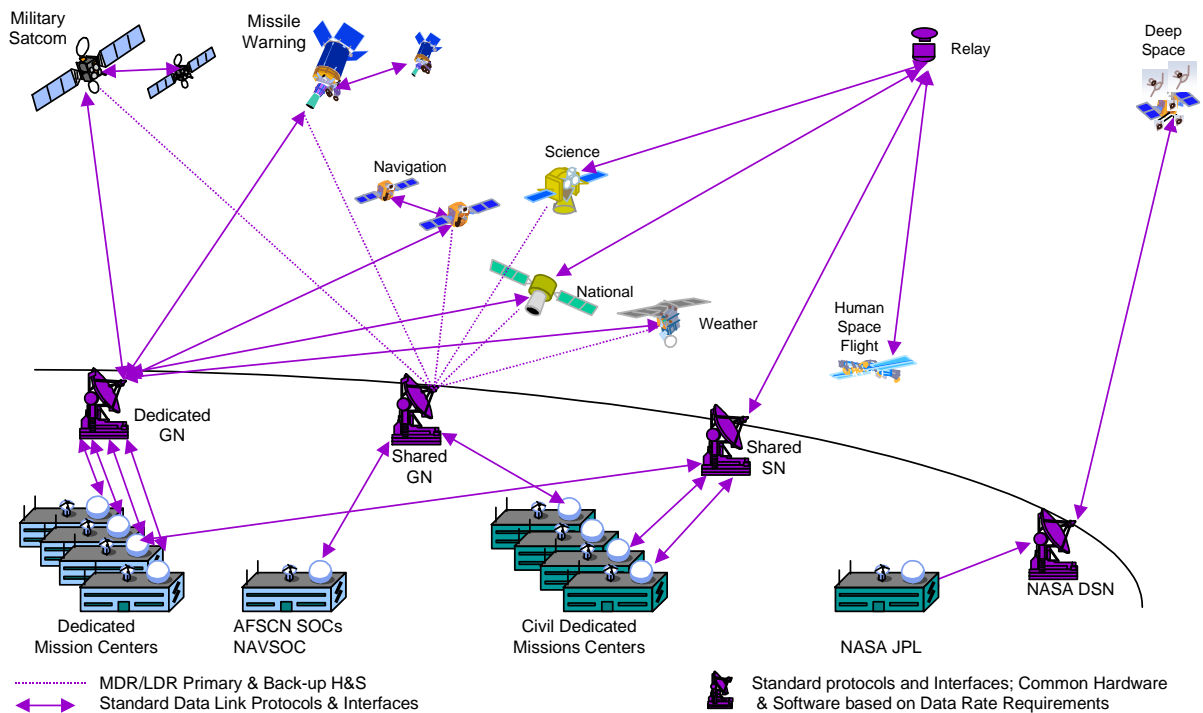 Military
Satcom
Missile
Warning
Relay
Deep
Space
Navigation
Science
National
Weather
Human
Space
Flight
Dedicated
GN
Shared
GN
Shared
SN
NASA DSN
Dedicated
Mission Centers
AFSCN SOCs
NAVSOC
Civil Dedicated
Missions Centers
NASA JPL
MDR/LDR Primary & Back-up H&S
Standard Data Link Protocols & Interfaces
Standard protocols and Interfaces; Common Hardware
& Software based on Data Rate Requirements